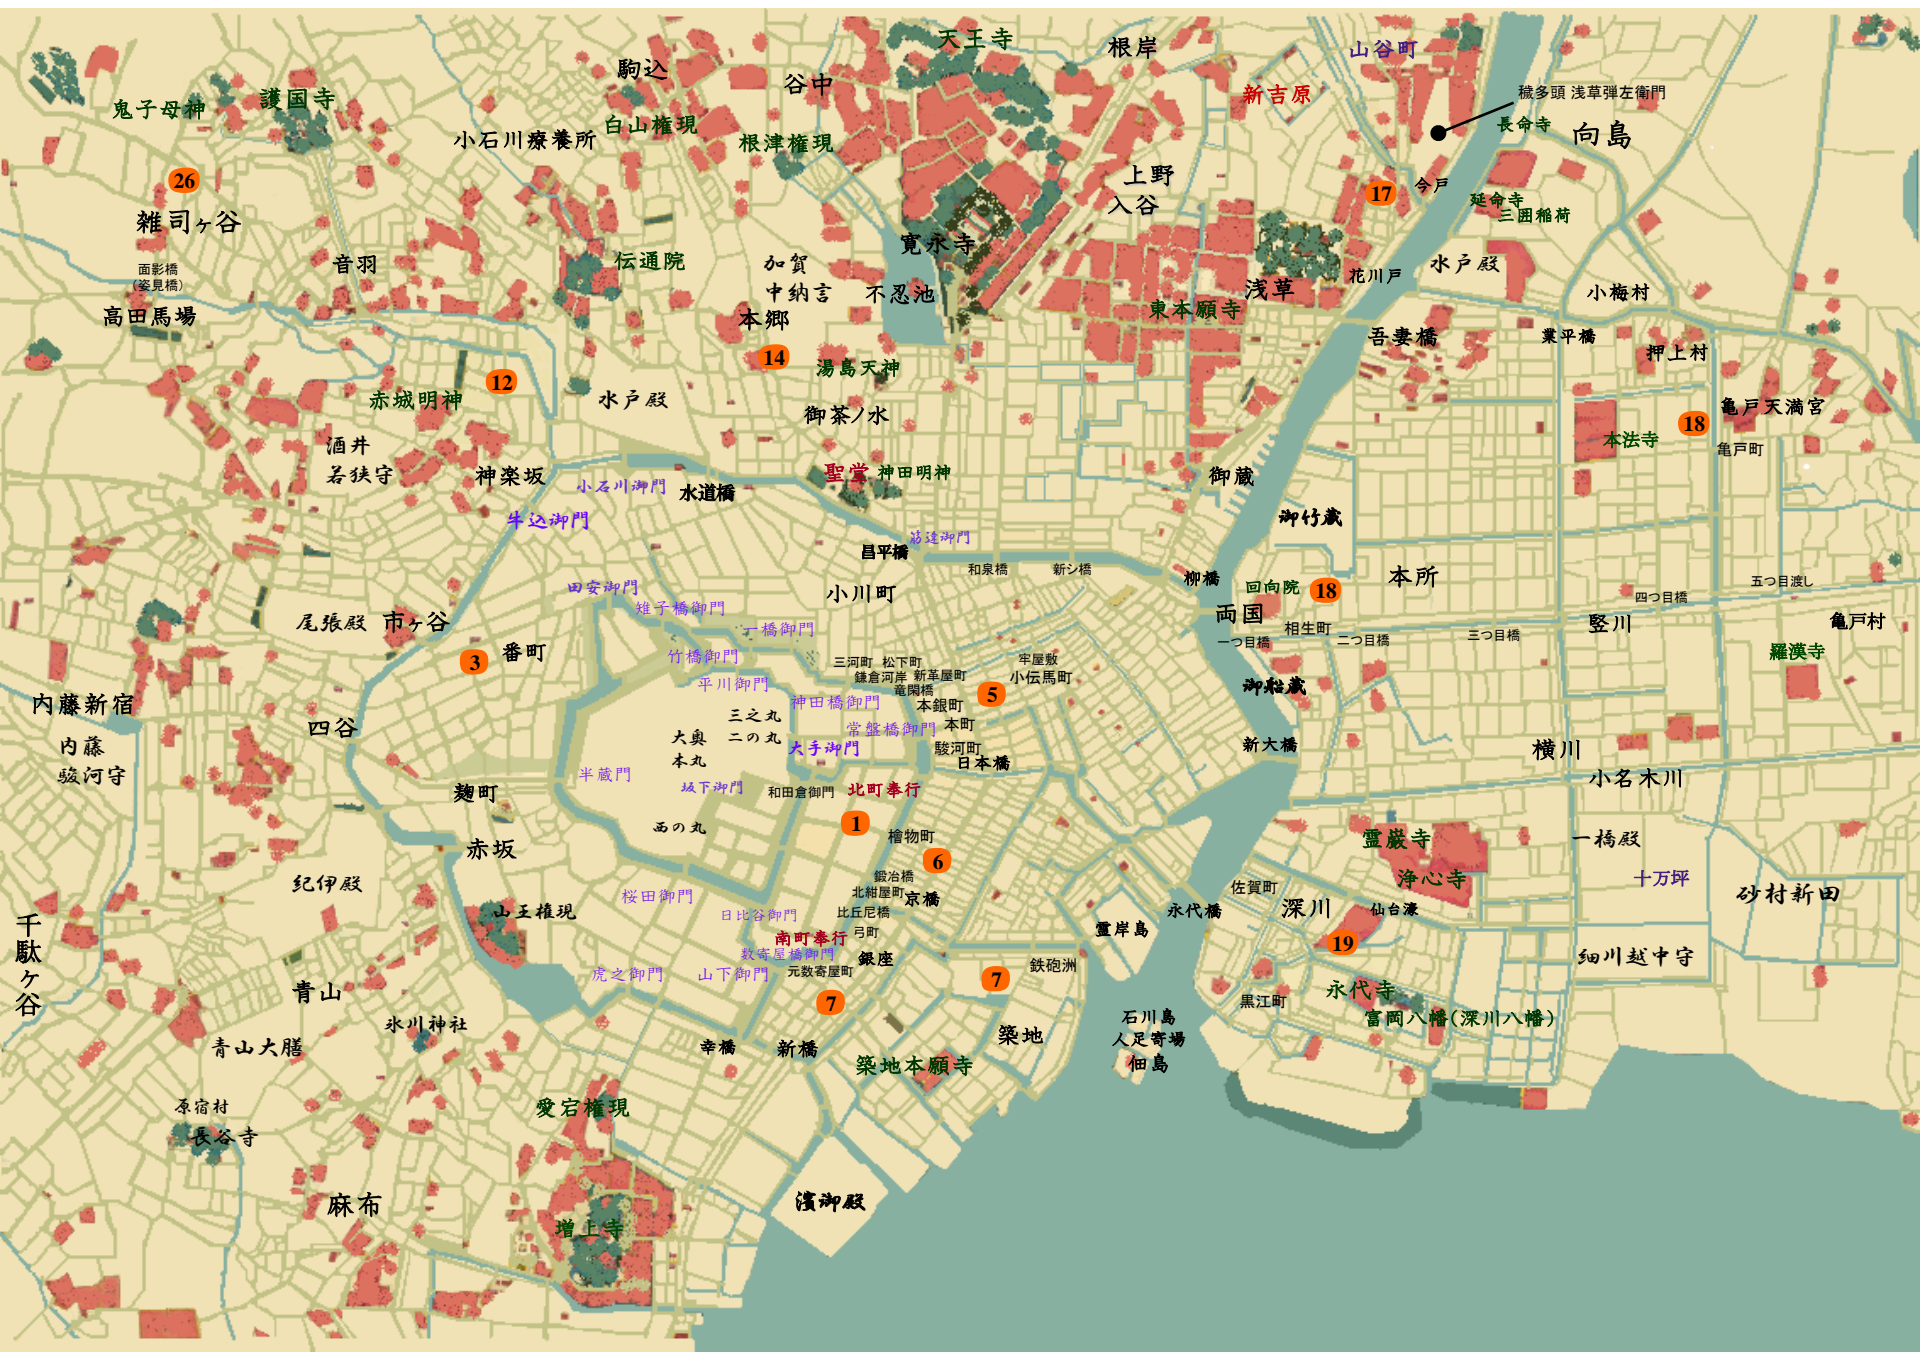 天王寺
根岸
山谷町
駒込
谷中
新吉原
穢多頭 浅草弾左衛門
鬼子母神
護国寺
小石川療養所
白山権現
根津権現
長命寺
向島
26
上野
入谷
17
今戸
延命寺
三囲稲荷
雑司ヶ谷
寛永寺
音羽
伝通院
加賀
中納言
不忍池
浅草
花川戸
水戸殿
小梅村
面影橋
(姿見橋)
高田馬場
本郷
東本願寺
吾妻橋
業平橋
押上村
14
湯島天神
12
赤城明神
水戸殿
御茶ノ水
亀戸天満宮
18
本法寺
亀戸町
酒井
若狭守
神楽坂
小石川御門
水道橋
聖堂
神田明神
御蔵
牛込御門
御竹蔵
昌平橋
筋違御門
和泉橋
新シ橋
柳橋
回向院
18
本所
五つ目渡し
田安御門
雉子橋御門
小川町
両国
四つ目橋
尾張殿
市ヶ谷
一橋御門
相生町
一つ目橋
二つ目橋
三つ目橋
竪川
亀戸村
3
番町
竹橋御門
三河町
松下町
牢屋敷
羅漢寺
鎌倉河岸
新革屋町
小伝馬町
平川御門
竜閑橋
5
御船蔵
内藤新宿
神田橋御門
本銀町
四谷
三之丸
常盤橋御門
本町
内藤
駿河守
大奥
二の丸
大手御門
駿河町
新大橋
横川
本丸
日本橋
半蔵門
坂下御門
和田倉御門
北町奉行
小名木川
麹町
1
西の丸
檜物町
霊巌寺
一橋殿
赤坂
6
紀伊殿
鍛冶橋
浄心寺
十万坪
桜田御門
北紺屋町
京橋
佐賀町
砂村新田
千駄ヶ谷
山王権現
日比谷御門
比丘尼橋
永代橋
深川
仙台濠
霊岸島
南町奉行
弓町
19
数寄屋橋御門
銀座
細川越中守
虎之御門
山下御門
元数寄屋町
7
鉄砲洲
青山
7
永代寺
黒江町
氷川神社
石川島
人足寄場
佃島
富岡八幡(深川八幡)
青山大膳
幸橋
新橋
築地
築地本願寺
原宿村
長谷寺
愛宕権現
麻布
濱御殿
増上寺